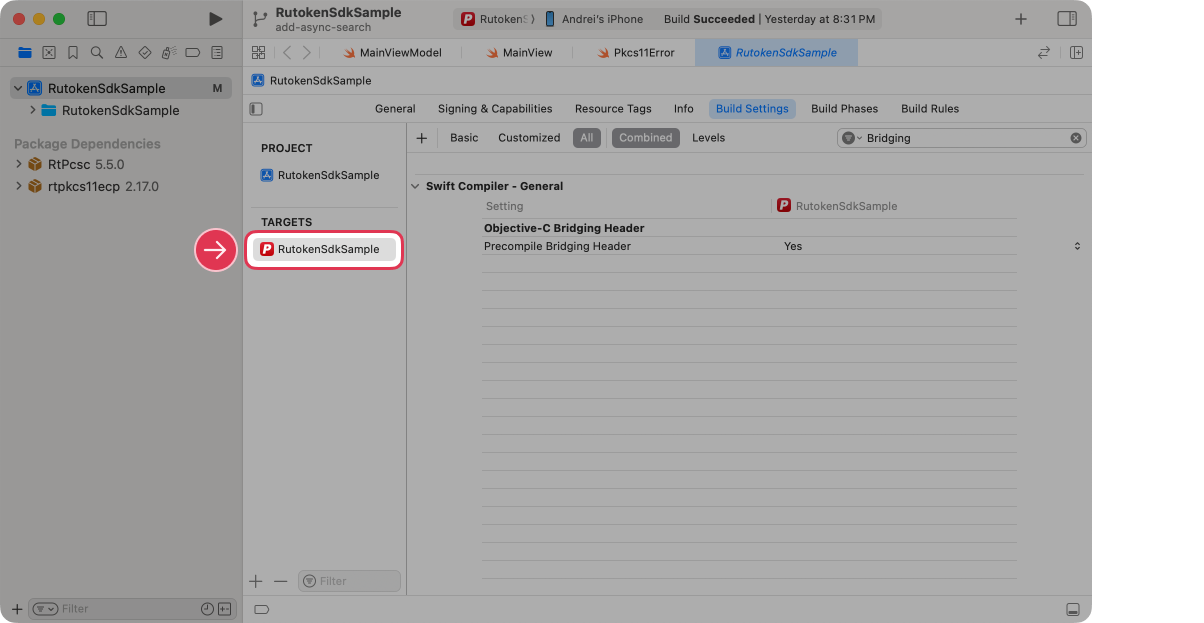 RutokenSdkSample
add-async-search
RutokenS
Andrei's iPhone
Build Succeeded | Yesterday at 8:31 PM
MainViewModel
MainView
Pkcs11Error
RutokenSdkSample
RutokenSdkSample
RutokenSdkSample M
RutokenSdkSample
Package Dependencies
RtPcsc 5.5.0
rtpkcs11ecp 2.17.0
General Signing & Capabilities Resource Tags Info Build Settings Build Phases Build Rules
PROJECT
RutokenSdkSample
TARGETS
RutokenSdkSample
Basic Customized All Combined Levels
Bridging
Swift Compiler - General
Setting RutokenSdkSample
Objective-C Bridging Header
Precompile Bridging Header Yes
Filter
Filter